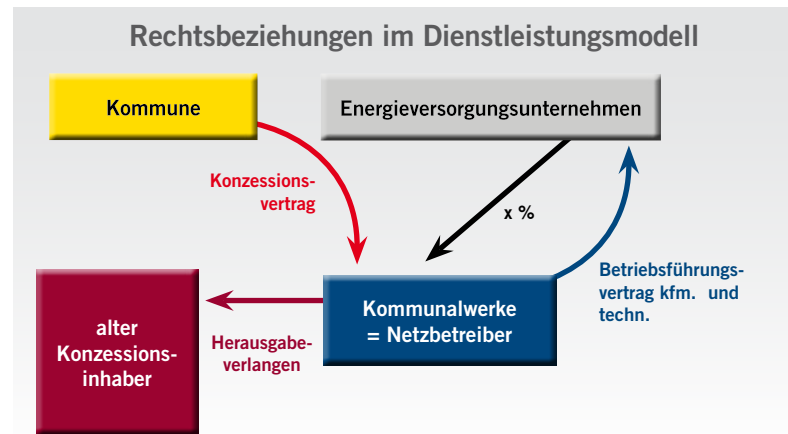 Rechtsbeziehungen im Dienstleistungsmodell
Kommune
Energieversorgungsunternehmen
Konzessions-
vertrag
x %
Betriebsführungs-
vertrag kfm. und
techn.
Kommunalwerke
= Netzbetreiber
alter
Konzessions-
inhaber
Herausgabe-
verlangen